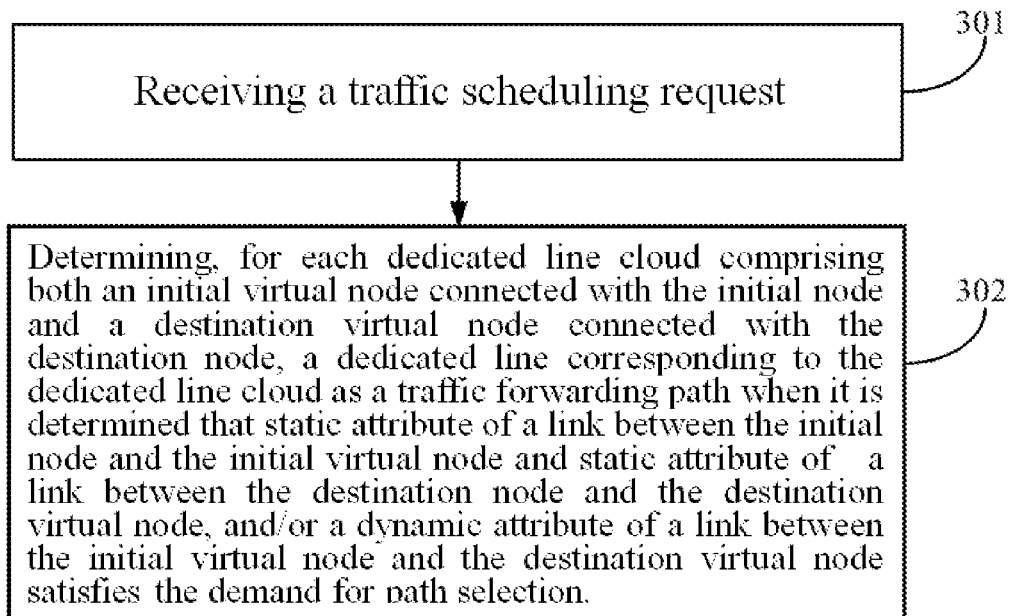 301
Receiving a traffic scheduling request
Determining, for each dedicated line cloud comprising
both an initial virtual node connected with the initial node
and a destination virtual node connected with the
destination node, a dedicated line corresponding to the
dedicated line cloud as a traffic forwarding path when it is
determined that static attribute of a link between the initial
node and the initial virtual node and static attribute of a
link between the destination node and the destination
virtual node, and/or a dynamic attribute of a link between
the initial virtual node and the destination virtual node
satisfies the demand for path selection.
302